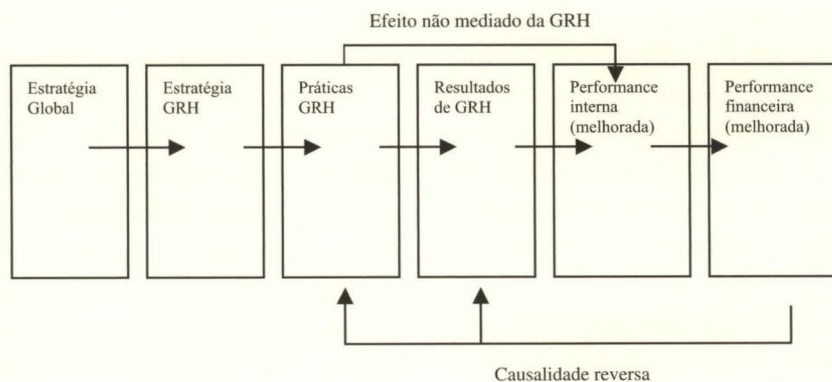 Efeito não mediado da GRH
Estratégia
Global
Estratégia
GRH
Práticas
GRH
Resultados
de GRH
Performance
interna
(melhorada)
Performance
financeira
(melhorada)
Causalidade reversa